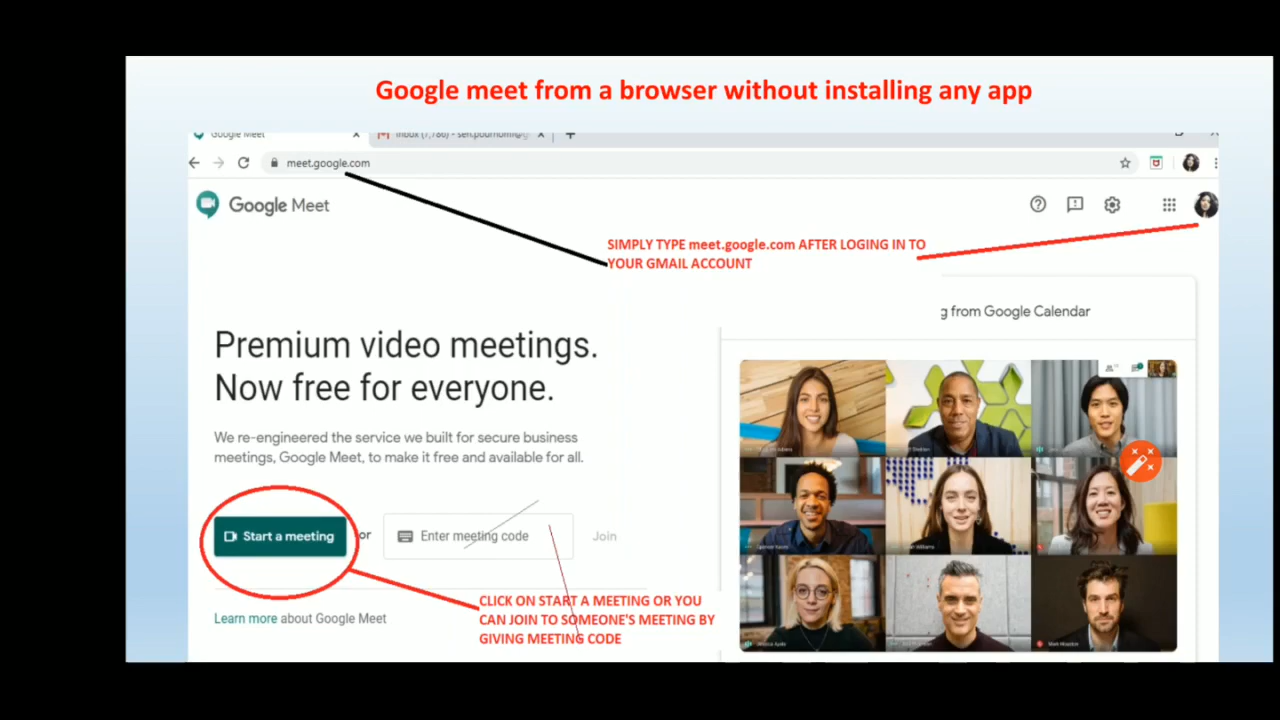 Google meet from a browser without installing any app
Google Meet
meet.google.com
Google Meet
SIMPLY TYPE meet.google.com AFTER LOGING IN TO
YOUR GMAIL ACCOUNT
g from Google Calendar
Premium video meetings.
Now free for everyone.
We re-engineered the service we built for secure business
meetings, Google Meet, to make it free and available for all.
Start a meeting
or
Enter meeting code
Join
CLICK ON START A MEETING OR YOU
CAN JOIN TO SOMEONE'S MEETING BY
GIVING MEETING CODE
Learn more about Google Meet